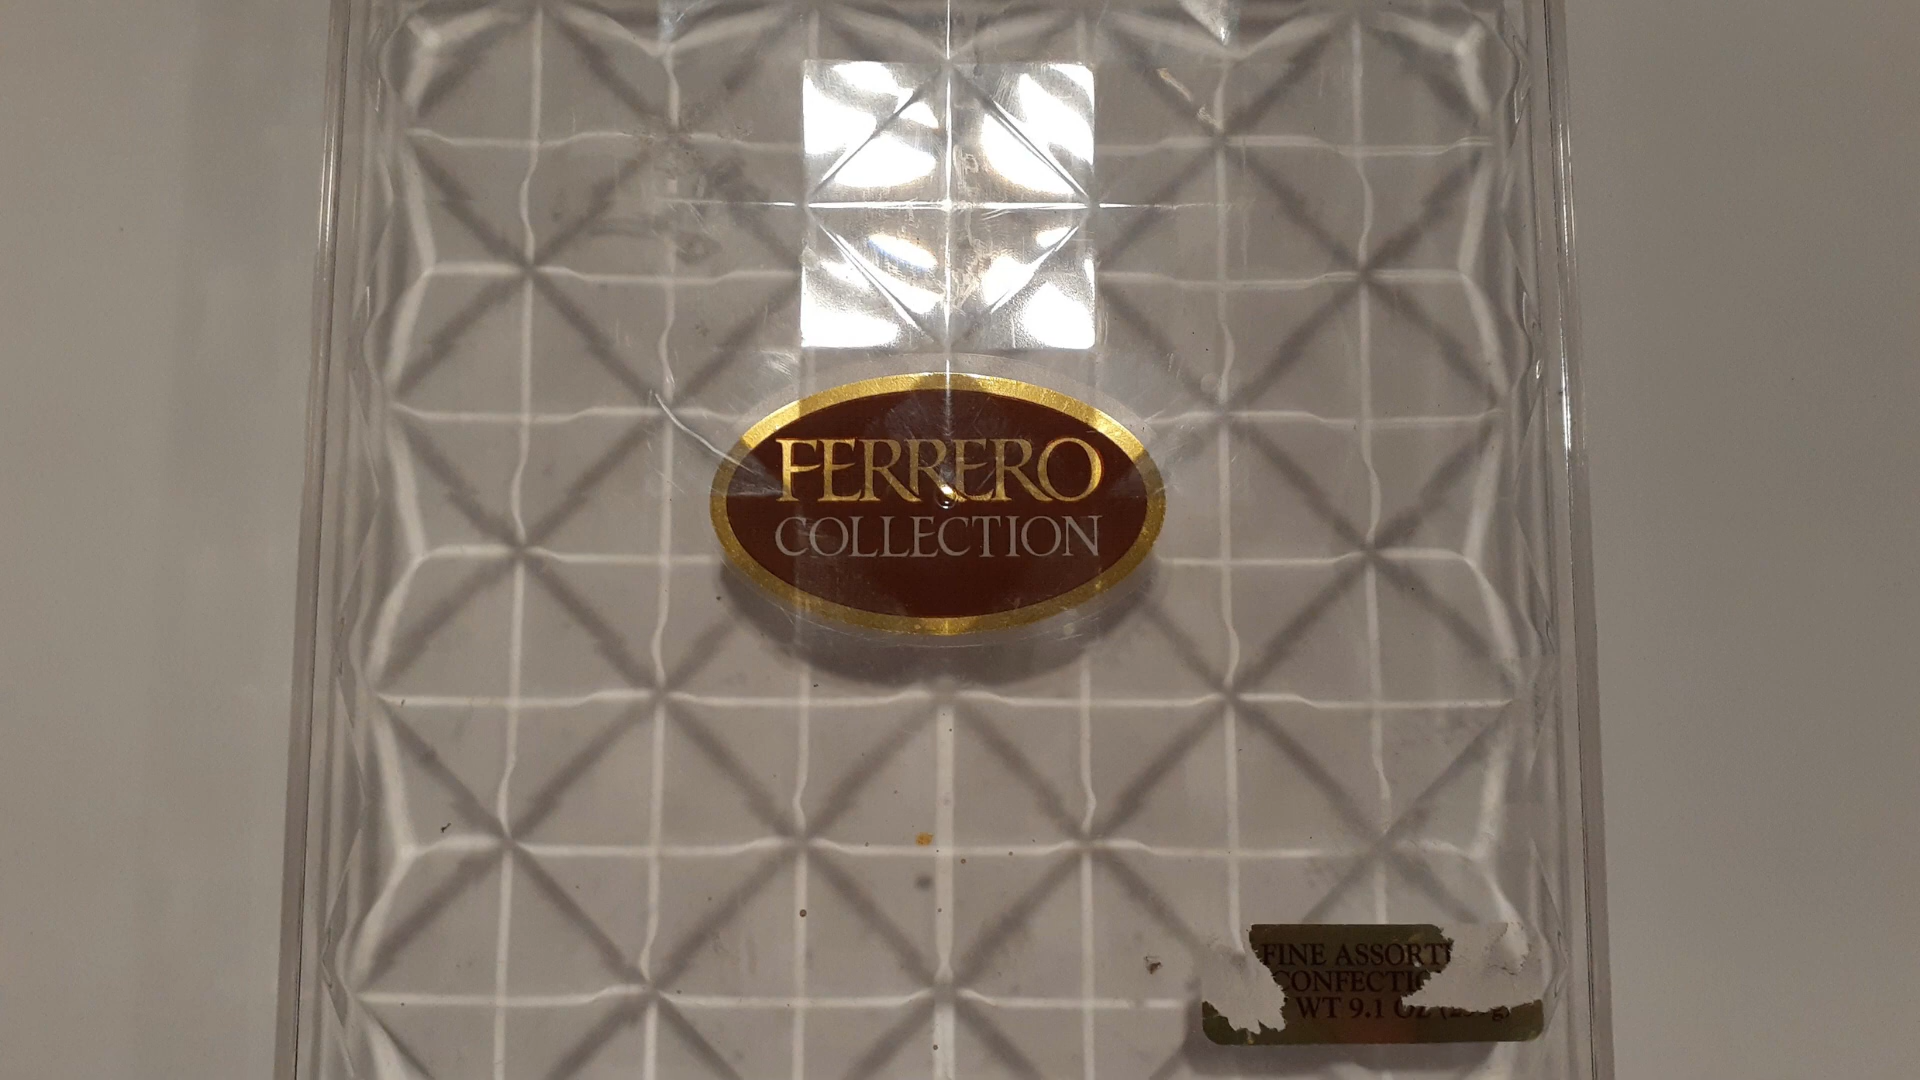 FERRERO
COLLECTION
FINE ASSORT
CONFECTIO
WT 9.1 OZ